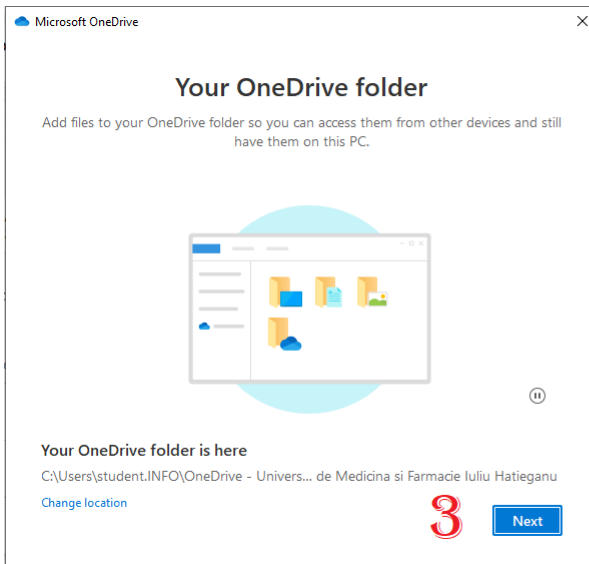 Microsoft OneDrive
Your OneDrive folder
Add files to your OneDrive folder so you can access them from other devices and still
have them on this PC.
Your OneDrive folder is here
C:\Users\student.INFO\OneDrive - Univers... de Medicina si Farmacie Iuliu Hatieganu
Change location
3
Next